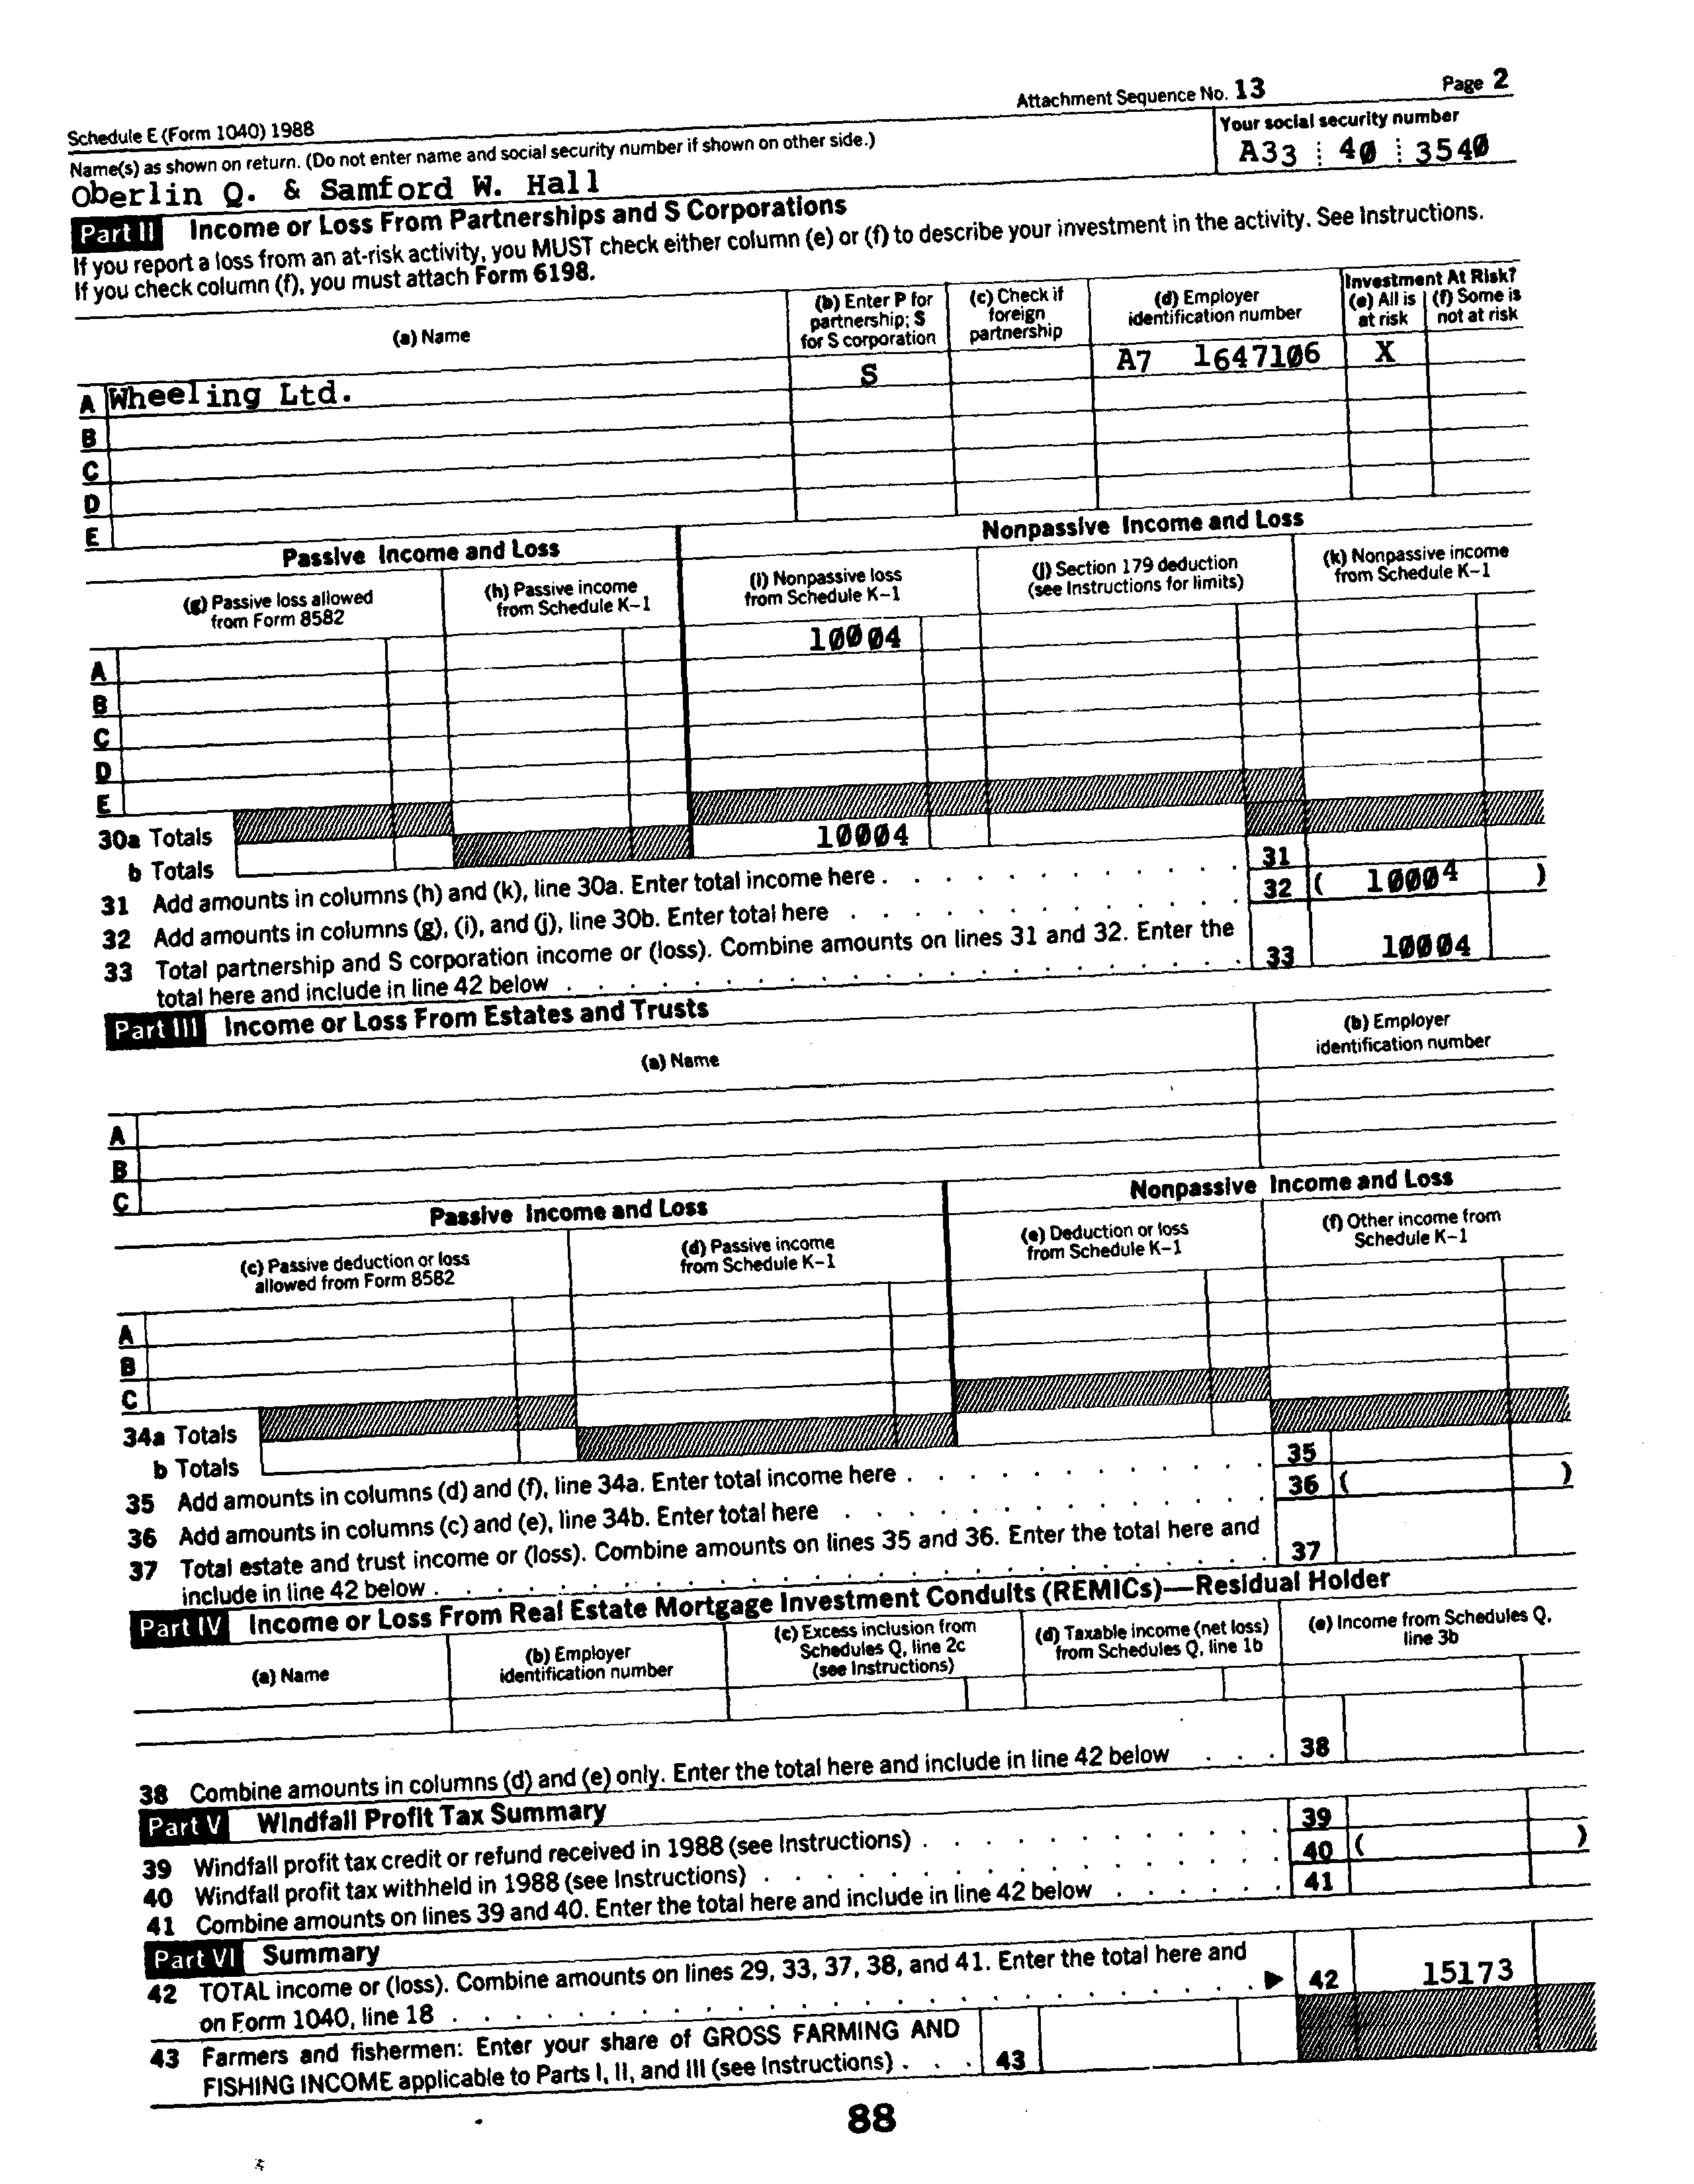 Attachment Sequence No. 13 Page 2
Schedule E (Form 1040) 1988
Name(s) as shown on return. (Do not enter name and social security number if shown on other side.) Your social security number
Oberlin Q. & Samford W. Hall A33 40 3540
Part II Income or Loss From Partnerships and S Corporations
If you report a loss from an at-risk activity, you MUST check either column (e) or (f) to describe your investment in the activity. See Instructions.
If you check column (f), you must attach Form 6198.
(a) Name
(b) Enter P for
partnership; S
for S corporation
(c) Check if
foreign
partnership
(d) Employer
identification number
Investment At Risk?
(e) All is
at risk
(f) Some is
not at risk
A Wheeling Ltd. S A7 1647106 X
B
C
D
E
Passive Income and Loss Nonpassive Income and Loss
(g) Passive loss allowed
from Form 8582
(h) Passive income
from Schedule K-1
(i) Nonpassive loss
from Schedule K-1
(j) Section 179 deduction
(see Instructions for limits)
(k) Nonpassive income
from Schedule K-1
A 10004
B
C
D
E
30a Totals
b Totals 10004
31 Add amounts in columns (h) and (k), line 30a. Enter total income here . 31
32 Add amounts in columns (g), (i), and (j), line 30b. Enter total here . 32 ( 10004 )
33 Total partnership and S corporation income or (loss). Combine amounts on lines 31 and 32. Enter the
total here and include in line 42 below . 33 10004
Part III Income or Loss From Estates and Trusts
(a) Name
(b) Employer
identification number
A
B
C
Passive Income and Loss Nonpassive Income and Loss
(c) Passive deduction or loss
allowed from Form 8582
(d) Passive income
from Schedule K-1
(e) Deduction or loss
from Schedule K-1
(f) Other income from
Schedule K-1
A
B
C
34a Totals
b Totals
35 Add amounts in columns (d) and (f), line 34a. Enter total income here . 35
36 Add amounts in columns (c) and (e), line 34b. Enter total here . 36 ( )
37 Total estate and trust income or (loss). Combine amounts on lines 35 and 36. Enter the total here and
include in line 42 below . 37
Part IV Income or Loss From Real Estate Mortgage Investment Conduits (REMICs)—Residual Holder
(a) Name
(b) Employer
identification number
(c) Excess inclusion from
Schedules Q, line 2c
(see Instructions)
(d) Taxable income (net loss)
from Schedules Q, line 1b
(e) Income from Schedules Q,
line 3b
38 Combine amounts in columns (d) and (e) only. Enter the total here and include in line 42 below . . . 38
Part V Windfall Profit Tax Summary
39 Windfall profit tax credit or refund received in 1988 (see Instructions) . 39
40 Windfall profit tax withheld in 1988 (see Instructions) . 40 ( )
41 Combine amounts on lines 39 and 40. Enter the total here and include in line 42 below . 41
Part VI Summary
42 TOTAL income or (loss). Combine amounts on lines 29, 33, 37, 38, and 41. Enter the total here and
on Form 1040, line 18 . ▶ 42 15173
43 Farmers and fishermen: Enter your share of GROSS FARMING AND
FISHING INCOME applicable to Parts I, II, and III (see Instructions) . . . 43
88